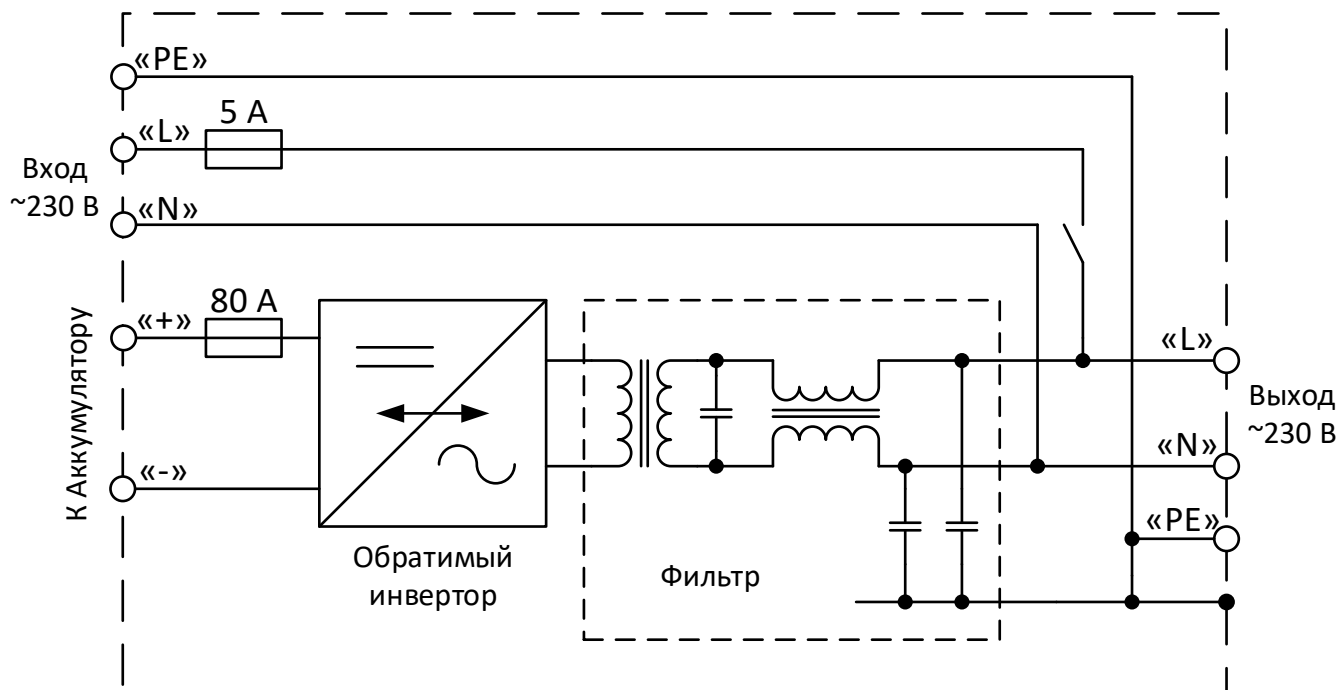 «PE»
«L»
5 А
Вход
~230 В
«N»
К Аккумулятору
«+»
80 А
«-»
Обратимый
инвертор
Фильтр
«L»
Выход
~230 В
«N»
«PE»